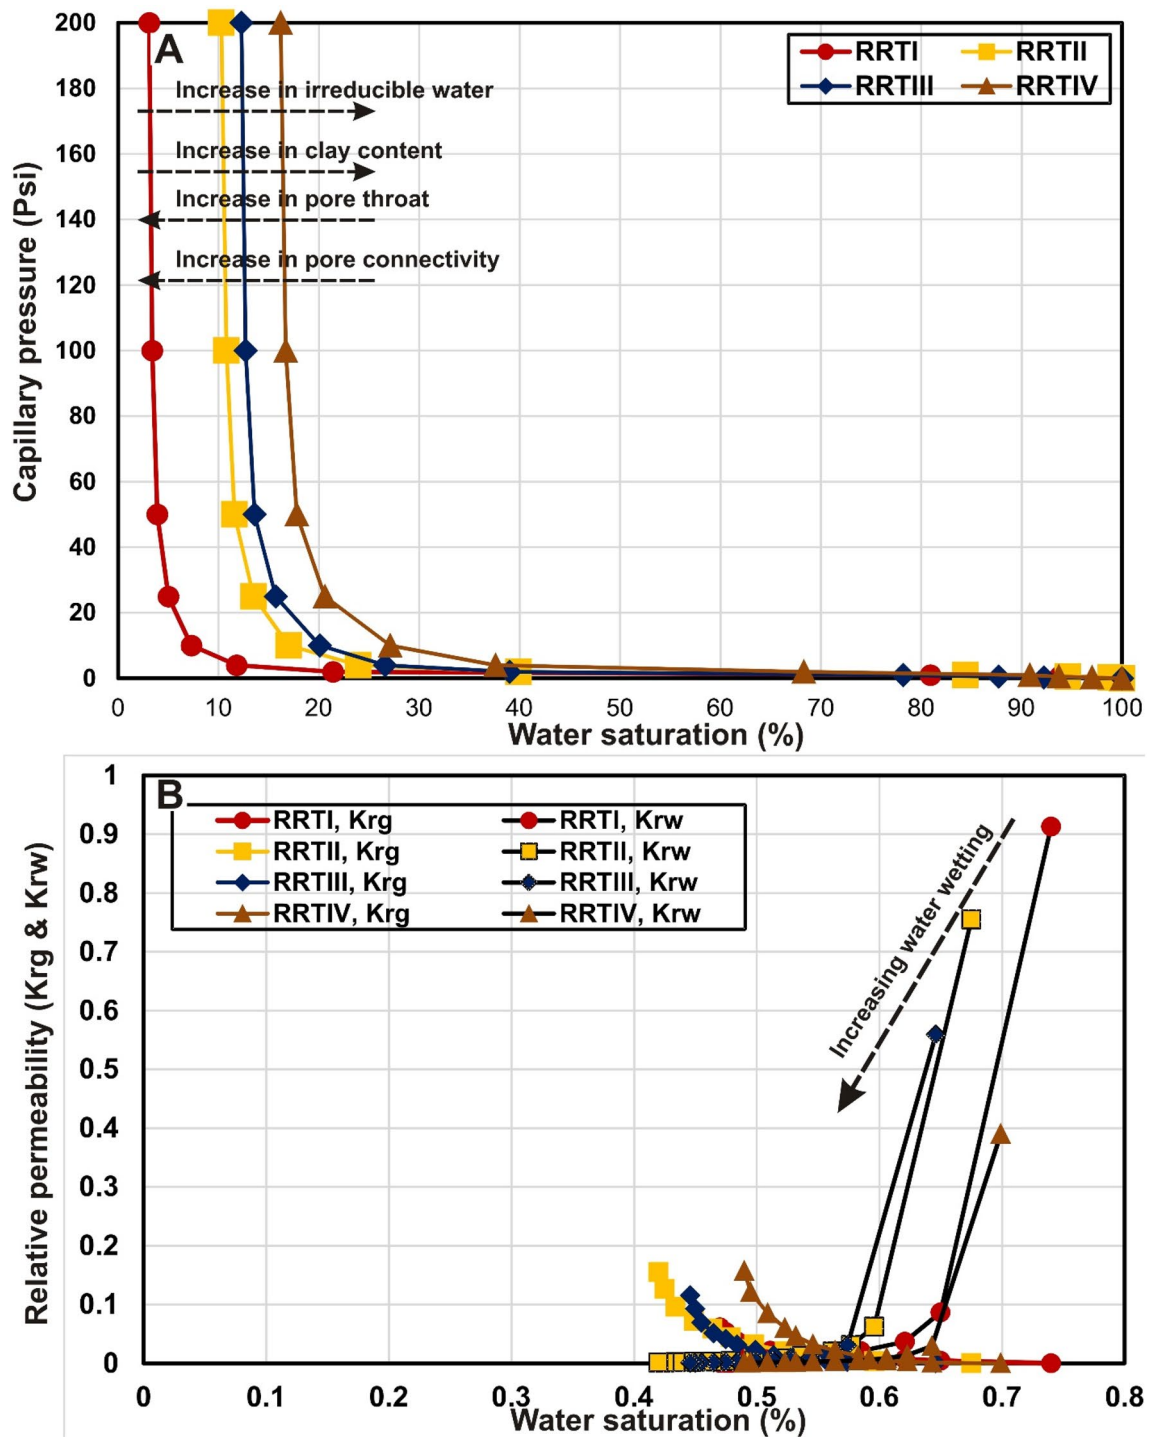 A
RRTI
RRTII
RRTIII
RRTIV
Increase in irreducible water
Increase in clay content
Increase in pore throat
Increase in pore connectivity
Capillary pressure (Psi)
200
180
160
140
120
100
80
60
40
20
0
0 10 20 30 40 50 60 70 80 90 100
Water saturation (%)
B
RRTI, Krg
RRTI, Krw
RRTII, Krg
RRTII, Krw
RRTIII, Krg
RRTIII, Krw
RRTIV, Krg
RRTIV, Krw
Increasing water wetting
Relative permeability (Krg & Krw)
1
0.9
0.8
0.7
0.6
0.5
0.4
0.3
0.2
0.1
0
0 0.1 0.2 0.3 0.4 0.5 0.6 0.7 0.8
Water saturation (%)